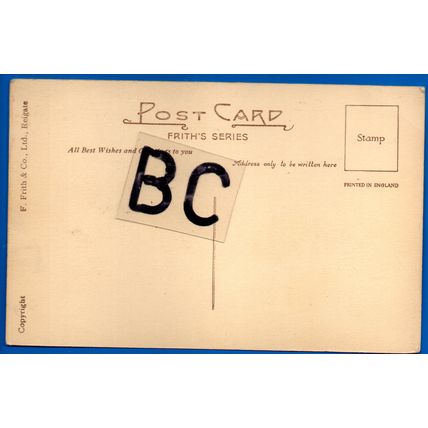 POST CARD
FRITH'S SERIES
All Best Wishes and G to you
Address only to be written here
Stamp
PRINTED IN ENGLAND
BC
Copyright F. Frith & Co., Ltd., Reigate